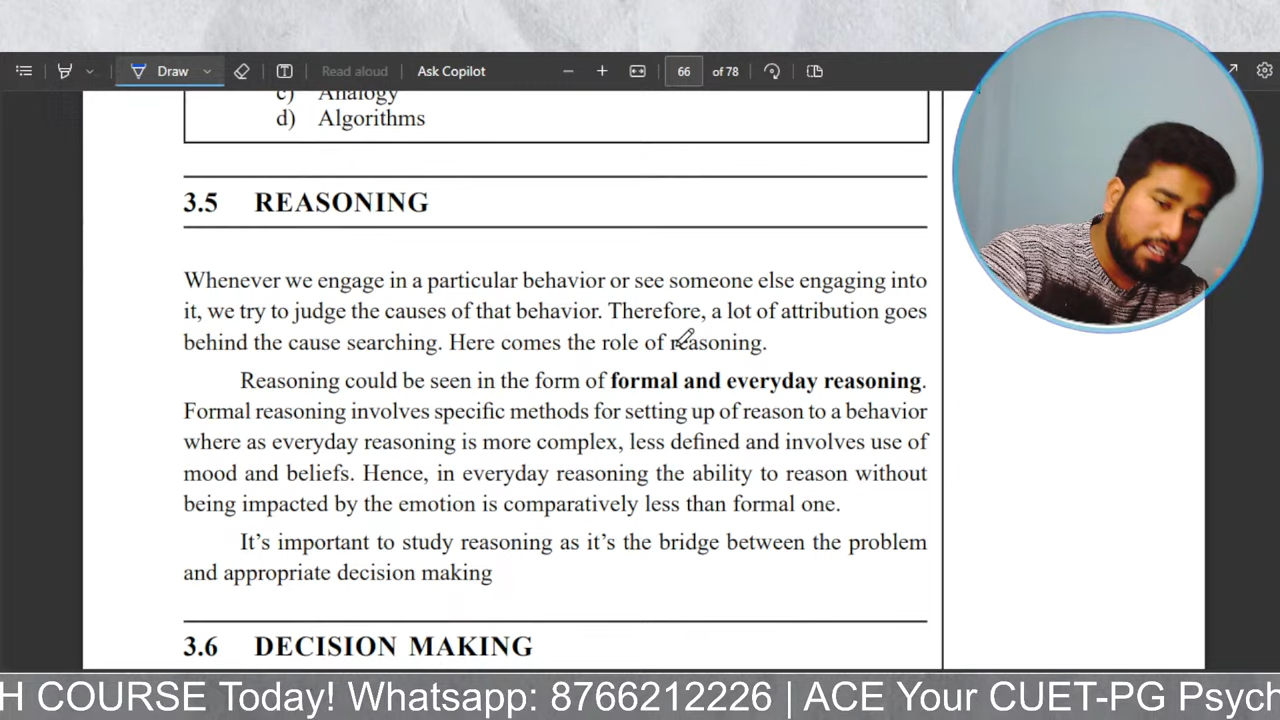 Draw
Read aloud
Ask Copilot
66
of 78
c) Analogy
d) Algorithms
3.5 REASONING
Whenever we engage in a particular behavior or see someone else engaging into
it, we try to judge the causes of that behavior. Therefore, a lot of attribution goes
behind the cause searching. Here comes the role of reasoning.
Reasoning could be seen in the form of formal and everyday reasoning.
Formal reasoning involves specific methods for setting up of reason to a behavior
where as everyday reasoning is more complex, less defined and involves use of
mood and beliefs. Hence, in everyday reasoning the ability to reason without
being impacted by the emotion is comparatively less than formal one.
It's important to study reasoning as it's the bridge between the problem
and appropriate decision making
3.6 DECISION MAKING
H COURSE Today! Whatsapp: 8766212226 | ACE Your CUET-PG Psych